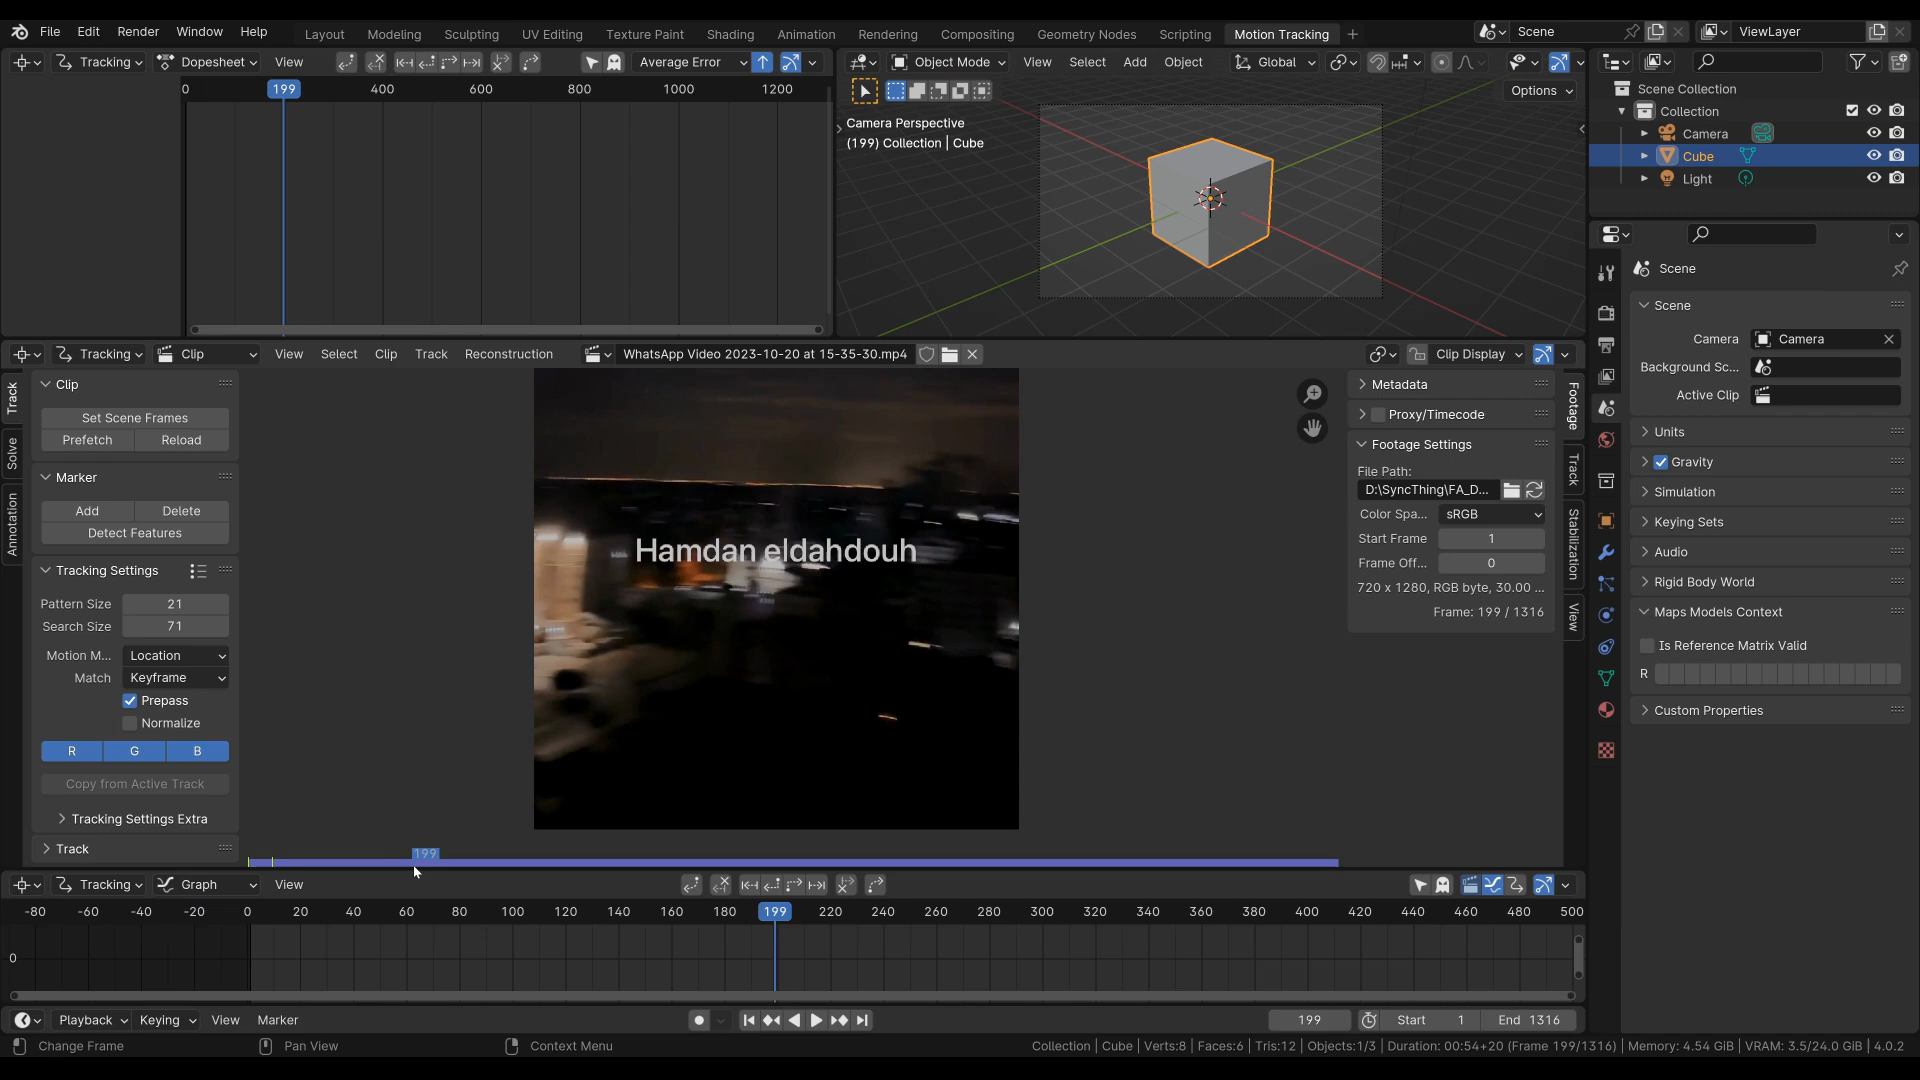 File Edit Render Window Help Layout Modeling Sculpting UV Editing Texture Paint Shading Animation Rendering Compositing Geometry Nodes Scripting Motion Tracking + Scene ViewLayer
Tracking Dopesheet View Average Error
0 199 400 600 800 1000 1200
Object Mode View Select Add Object Global
Options
Camera Perspective
(199) Collection | Cube
Scene Collection
Collection
Camera
Cube
Light
Tracking Clip View Select Clip Track Reconstruction WhatsApp Video 2023-10-20 at 15-35-30.mp4 Clip Display
Track
Solve
Annotation
Clip
Set Scene Frames
Prefetch Reload
Marker
Add Delete
Detect Features
Tracking Settings
Pattern Size 21
Search Size 71
Motion M... Location
Match Keyframe
Prepass
Normalize
R G B
Copy from Active Track
Tracking Settings Extra
Track
Hamdan eldahdouh
199
Metadata
Proxy/Timecode
Footage Settings
File Path:
D:\SyncThing\FA_D...
Color Spa... sRGB
Start Frame 1
Frame Off... 0
720 x 1280, RGB byte, 30.00 ...
Frame: 199 / 1316
Footage
Track
Stabilization
View
Scene
Scene
Camera Camera
Background Sc...
Active Clip
Units
Gravity
Simulation
Keying Sets
Audio
Rigid Body World
Maps Models Context
Is Reference Matrix Valid
R
Custom Properties
Tracking Graph View
-80 -60 -40 -20 0 20 40 60 80 100 120 140 160 180 199 220 240 260 280 300 320 340 360 380 400 420 440 460 480 500
0
Playback Keying View Marker 199 Start 1 End 1316
Change Frame Pan View Context Menu Collection | Cube | Verts:8 | Faces:6 | Tris:12 | Objects:1/3 | Duration: 00:54+20 (Frame 199/1316) | Memory: 4.54 GiB | VRAM: 3.5/24.0 GiB | 4.0.2